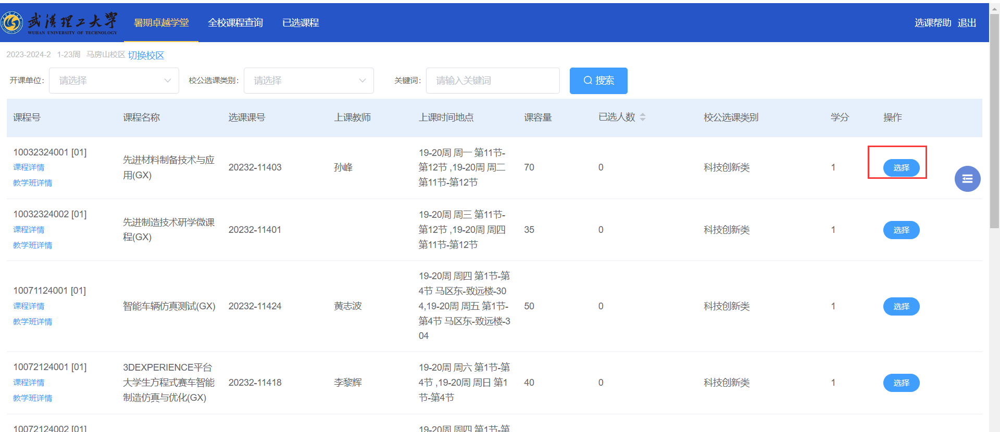 武汉理工大学
WUHAN UNIVERSITY OF TECHNOLOGY
暑期卓越学堂 全校课程查询 已选课程 选课帮助 退出
2023-2024-2 1-23周 马房山校区 切换校区
开课单位: 请选择 校公选课类别: 请选择 关键词: 请输入关键词 搜索
课程号 课程名称 选课课号 上课教师 上课时间地点 课容量 已选人数 校公选课类别 学分 操作
10032324001 [01]
课程详情
教学班详情
先进材料制备技术与应
用(GX)
20232-11403
孙峰
19-20周 周一 第11节-
第12节 ,19-20周 周二
第11节-第12节
70
0
科技创新类
1
选择
10032324002 [01]
课程详情
教学班详情
先进制造技术研学微课
程(GX)
20232-11401
19-20周 周三 第11节-
第12节 ,19-20周 周四
第11节-第12节
35
0
科技创新类
1
选择
10071124001 [01]
课程详情
教学班详情
智能车辆仿真测试(GX)
20232-11424
黄志波
19-20周 周四 第1节-第
4节 马区东-致远楼-30
4,19-20周 周五 第1节-
第4节 马区东-致远楼-3
04
50
0
科技创新类
1
选择
10072124001 [01]
课程详情
教学班详情
3DEXPERIENCE平台
大学生方程式赛车智能
制造仿真与优化(GX)
20232-11418
李黎辉
19-20周 周六 第1节-第
4节 ,19-20周 周日 第1
节-第4节
40
0
科技创新类
1
选择
10072124002 [01]
19-20周 周四 第1节-第